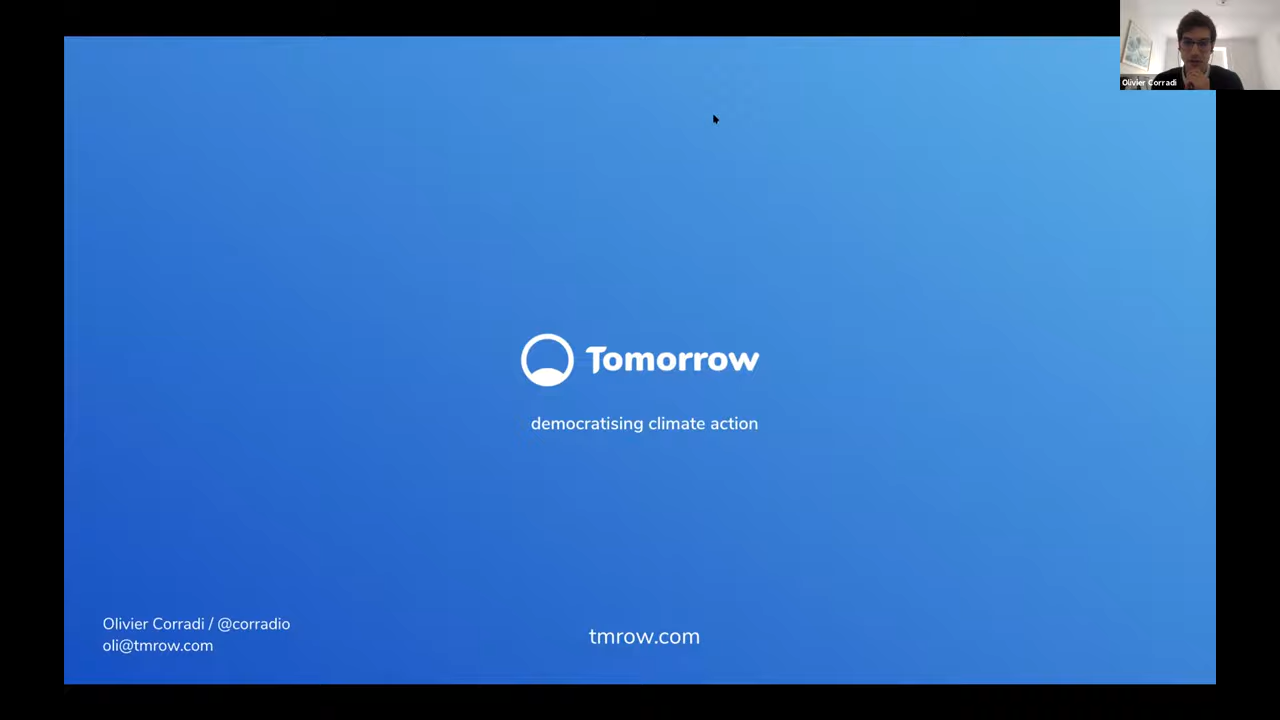 Olivier Corradi
Tomorrow
democratising climate action
Olivier Corradi / @corradio
oli@tmrow.com
tmrow.com